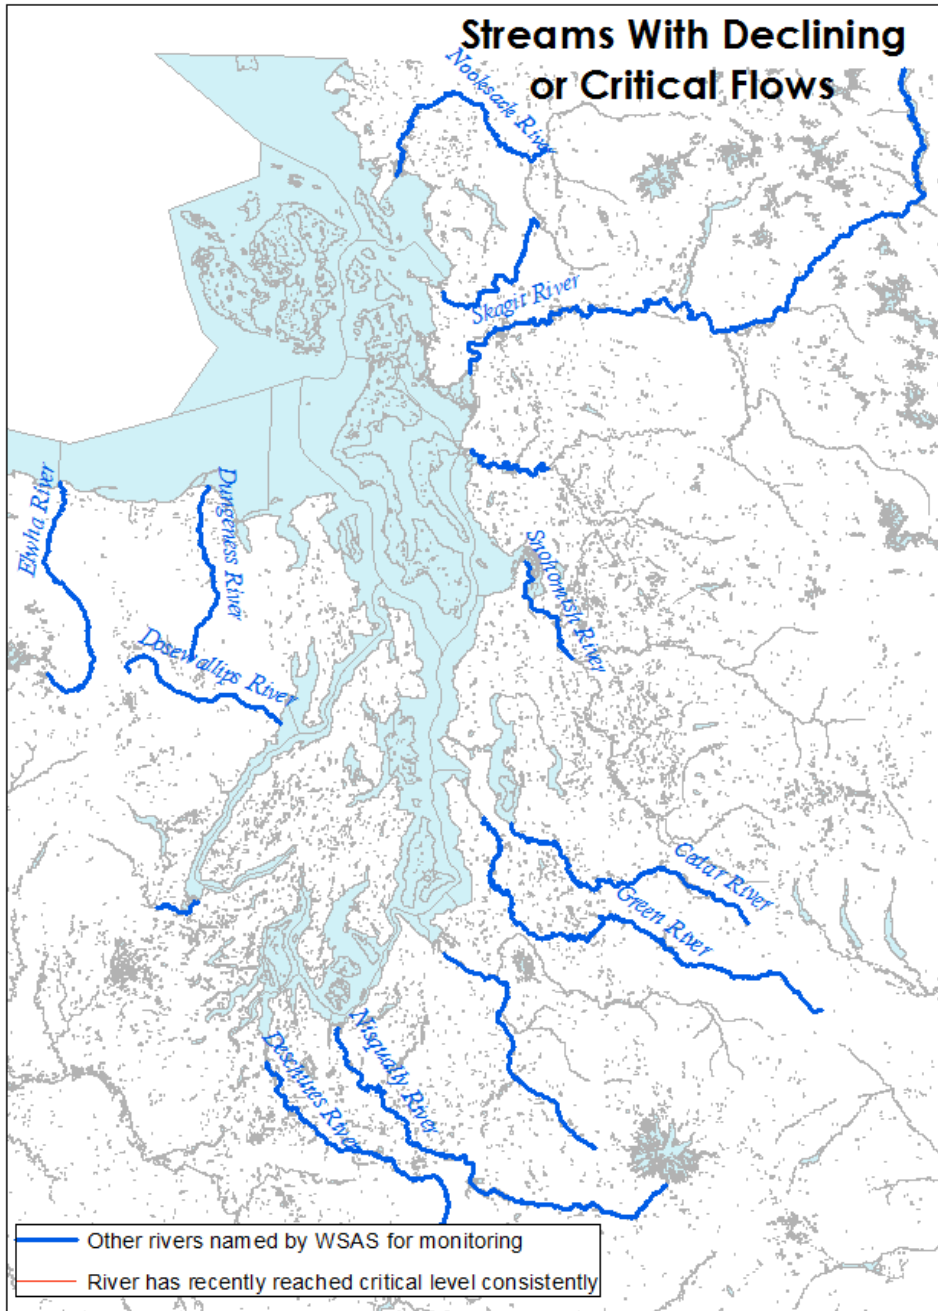 Streams With Declining
or Critical Flows
Nooksack River
Skagit River
Elwha River
Dungeness River
Snohomish River
Dosewallips River
Cedar River
Green River
Nisqually River
Deschutes River
Other rivers named by WSAS for monitoring
River has recently reached critical level consistently